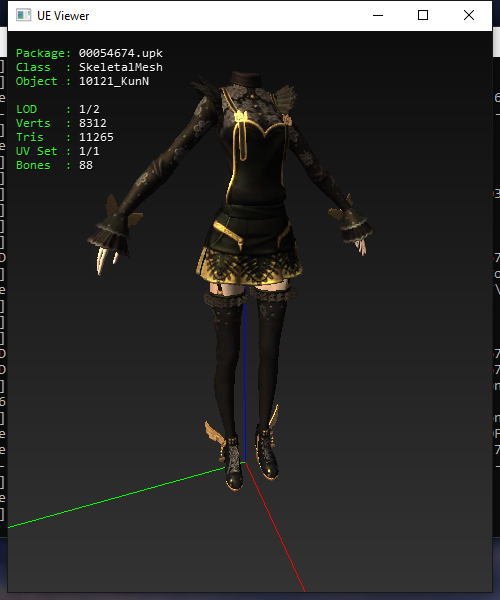 UE Viewer
Package: 00054674.upk
Class : SkeletalMesh
Object : 10121_KunN
LOD : 1/2
Verts : 8312
Tris : 11265
UV Set : 1/1
Bones : 88